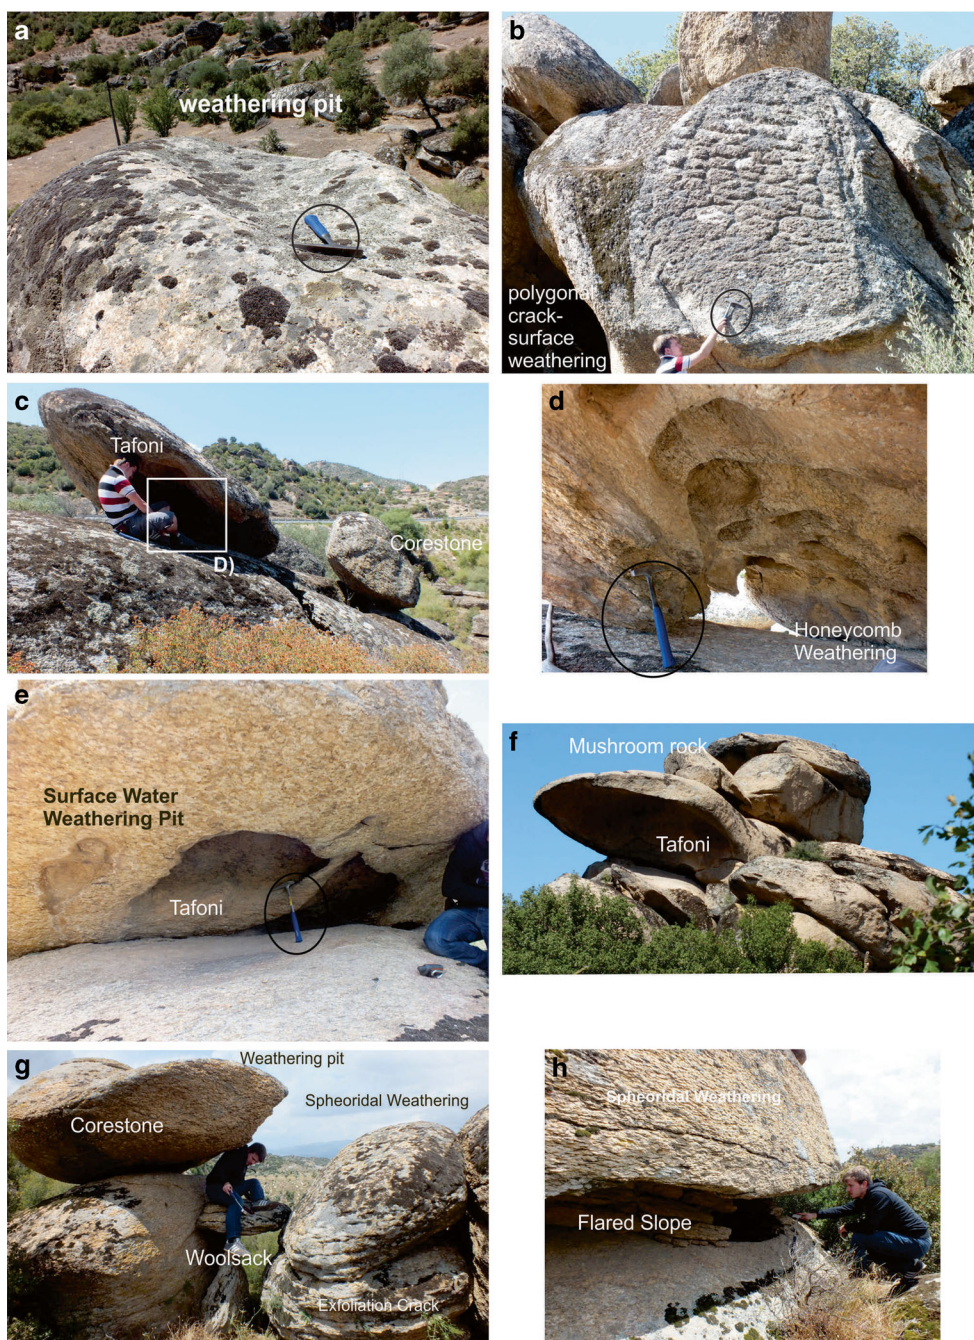 a
weathering pit
b
polygonal
crack-
surface
weathering
c
Tafoni
Corestone
D)
d
Honeycomb
Weathering
e
Surface Water
Weathering Pit
Tafoni
f
Mushroom rock
Tafoni
g
Weathering pit
Spheoridal Weathering
Corestone
Woolsack
Exfoliation Crack
h
Spheoridal Weathering
Flared Slope